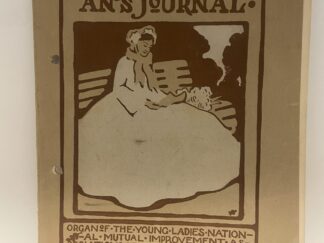 AN'S JOURNAL·
ORGAN OF·THE·YOUNG·LADIES·NATION-
-AL·MUTUAL·IMPROVEMENT·